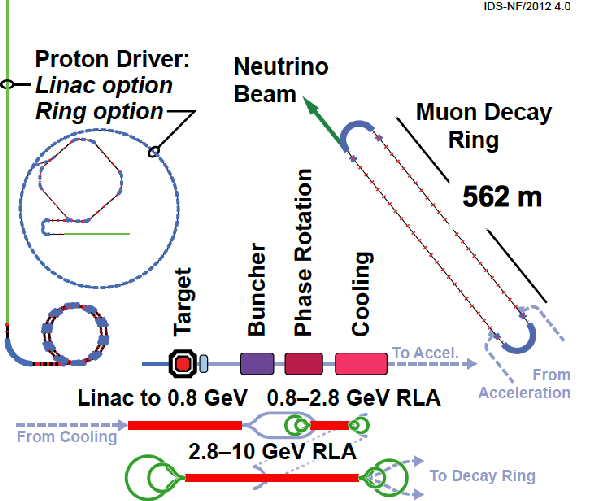 IDS-NF/2012 4.0
Proton Driver:
Linac option
Ring option
Neutrino
Beam
Muon Decay
Ring
562 m
Target
Buncher
Phase Rotation
Cooling
To Accel.
From
Acceleration
Linac to 0.8 GeV
0.8–2.8 GeV RLA
From Cooling
2.8–10 GeV RLA
To Decay Ring